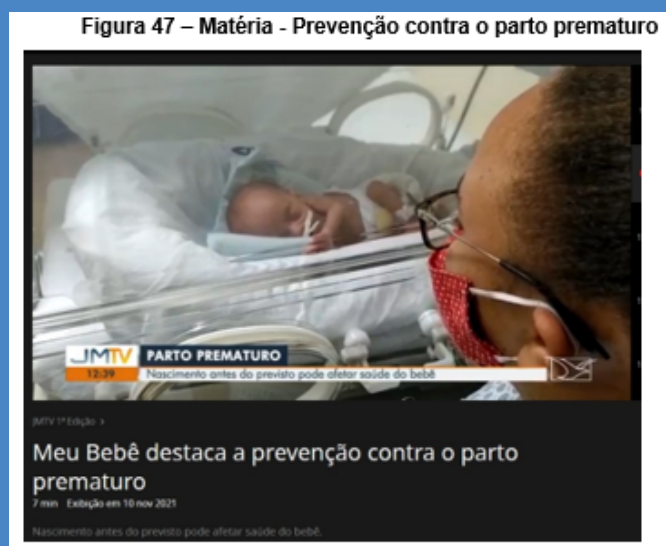 Figura 47 – Matéria - Prevenção contra o parto prematuro
JMTV PARTO PREMATURO
12:39 Nascimento antes do previsto pode afetar saúde do bebê
JMTV 1ª Edição >
Meu Bebê destaca a prevenção contra o parto
prematuro
7 min Exibição em 10 nov 2021
Nascimento antes do previsto pode afetar saúde do bebê.